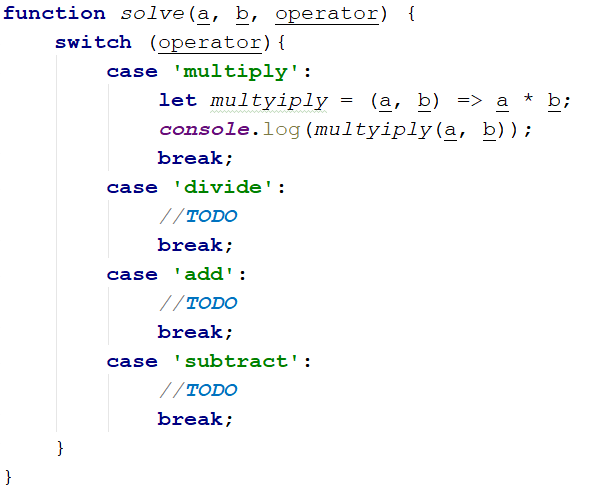 function solve(a, b, operator) {
    switch (operator){
        case 'multiply':
            let multyiply = (a, b) => a * b;
            console.log(multyiply(a, b));
            break;
        case 'divide':
            //TODO
            break;
        case 'add':
            //TODO
            break;
        case 'subtract':
            //TODO
            break;
    }
}